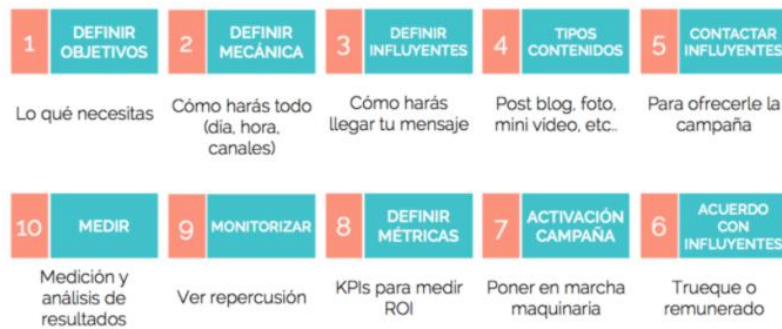 1
DEFINIR
OBJETIVOS
Lo qué necesitas
2
DEFINIR
MECÁNICA
Cómo harás todo
(día, hora,
canales)
3
DEFINIR
INFLUYENTES
Cómo harás
llegar tu mensaje
4
TIPOS
CONTENIDOS
Post blog, foto,
mini vídeo, etc..
5
CONTACTAR
INFLUYENTES
Para ofrecerle la
campaña
10
MEDIR
Medición y
análisis de
resultados
9
MONITORIZAR
Ver repercusión
8
DEFINIR
MÉTRICAS
KPIs para medir
ROI
7
ACTIVACIÓN
CAMPAÑA
Poner en marcha
maquinaria
6
ACUERDO
CON
INFLUYENTES
Trueque o
remunerado